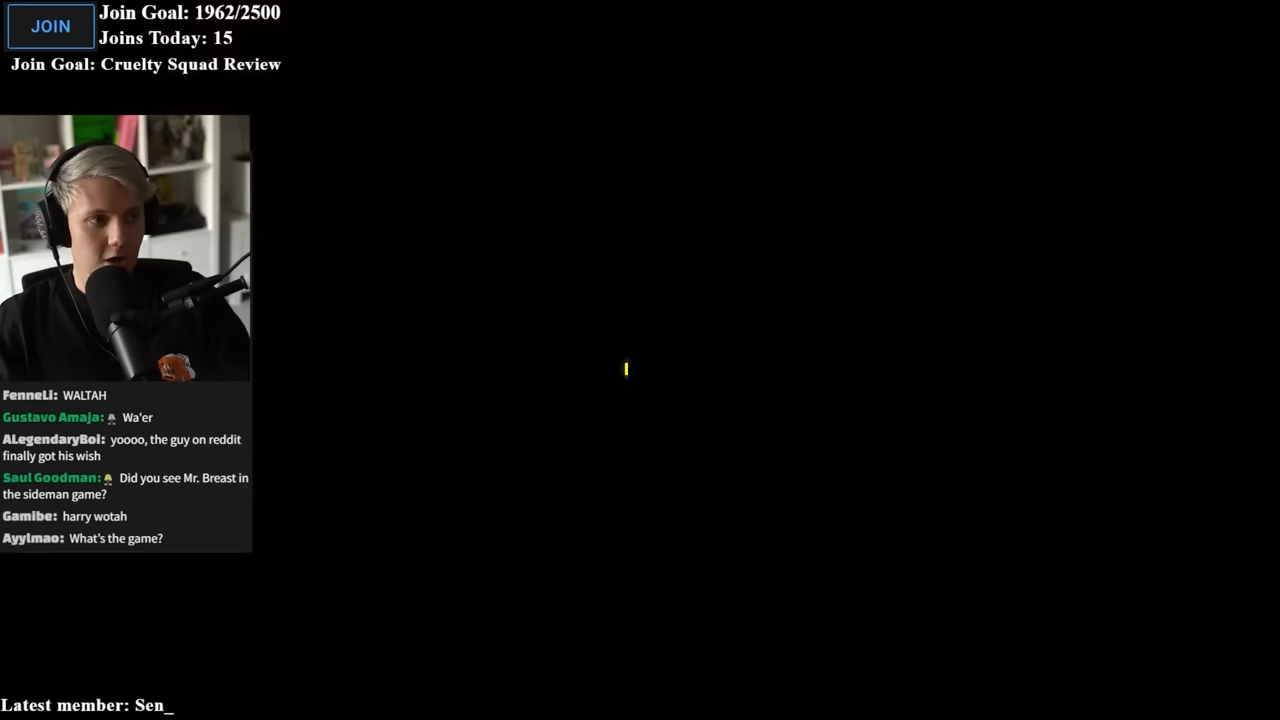 JOIN
Join Goal: 1962/2500
Joins Today: 15
Join Goal: Cruelty Squad Review
FenneLi: WALTAH
Gustavo Amaja: Wa'er
ALegendaryBoi: yoooo, the guy on reddit
finally got his wish
Saul Goodman: Did you see Mr. Breast in
the sideman game?
Gamibe: harry wotah
Ayylmao: What's the game?
Latest member: Sen_